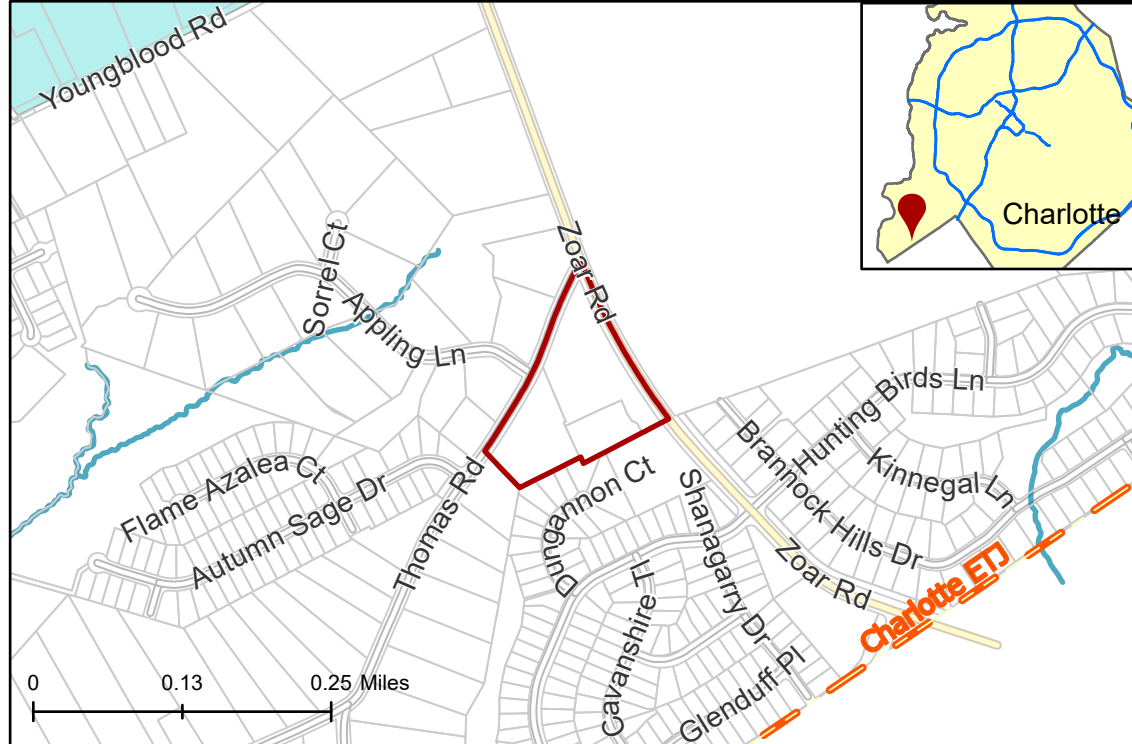 Youngblood Rd
Charlotte
Zoar Rd
Sorrel Ct
Appling Ln
Hunting Birds Ln
Brannock Hills Dr
Kinnegal Ln
Flame Azalea Ct
Autumn Sage Dr
Thomas Rd
Dungannon Ct
Shanagarry Dr
Zoar Rd
Cavanshire Tl
Glenduff Pl
Charlotte ETJ
0 0.13 0.25 Miles